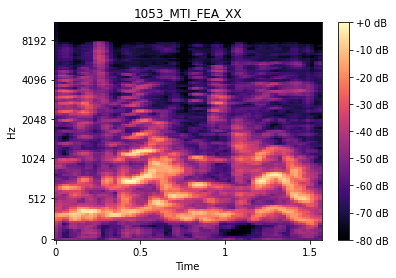 1053_MTI_FEA_XX
+0 dB
8192
-10 dB
4096
-20 dB
-30 dB
2048
Hz
-40 dB
1024
-50 dB
512
-60 dB
-70 dB
0
-80 dB
0
0.5
1
1.5
Time